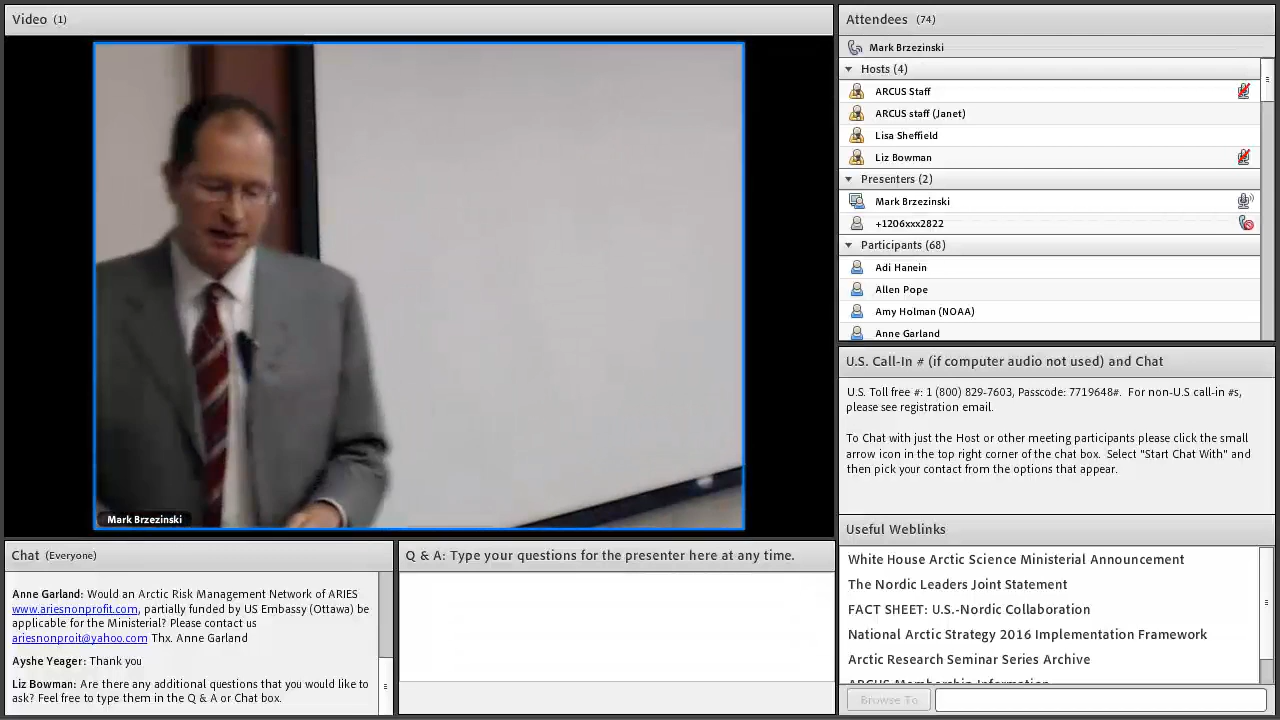 Video (1)
Mark Brzezinski
Attendees (74)
Mark Brzezinski
Hosts (4)
ARCUS Staff
ARCUS staff (Janet)
Lisa Sheffield
Liz Bowman
Presenters (2)
Mark Brzezinski
+1206xxx2822
Participants (68)
Adi Hanein
Allen Pope
Amy Holman (NOAA)
Anne Garland
U.S. Call-In # (if computer audio not used) and Chat
U.S. Toll free #: 1 (800) 829-7603, Passcode: 7719648#. For non-U.S call-in #s,
please see registration email.
To Chat with just the Host or other meeting participants please click the small
arrow icon in the top right corner of the chat box. Select "Start Chat With" and
then pick your contact from the options that appear.
Useful Weblinks
White House Arctic Science Ministerial Announcement
The Nordic Leaders Joint Statement
FACT SHEET: U.S.-Nordic Collaboration
National Arctic Strategy 2016 Implementation Framework
Arctic Research Seminar Series Archive
ARCUS Membership Information
Browse To
Chat (Everyone)
Anne Garland: Would an Arctic Risk Management Network of ARIES
www.ariesnonprofit.com, partially funded by US Embassy (Ottawa) be
applicable for the Ministerial? Please contact us
ariesnonproit@yahoo.com Thx. Anne Garland
Ayshe Yeager: Thank you
Liz Bowman: Are there any additional questions that you would like to
ask? Feel free to type them in the Q & A or Chat box.
Q & A: Type your questions for the presenter here at any time.